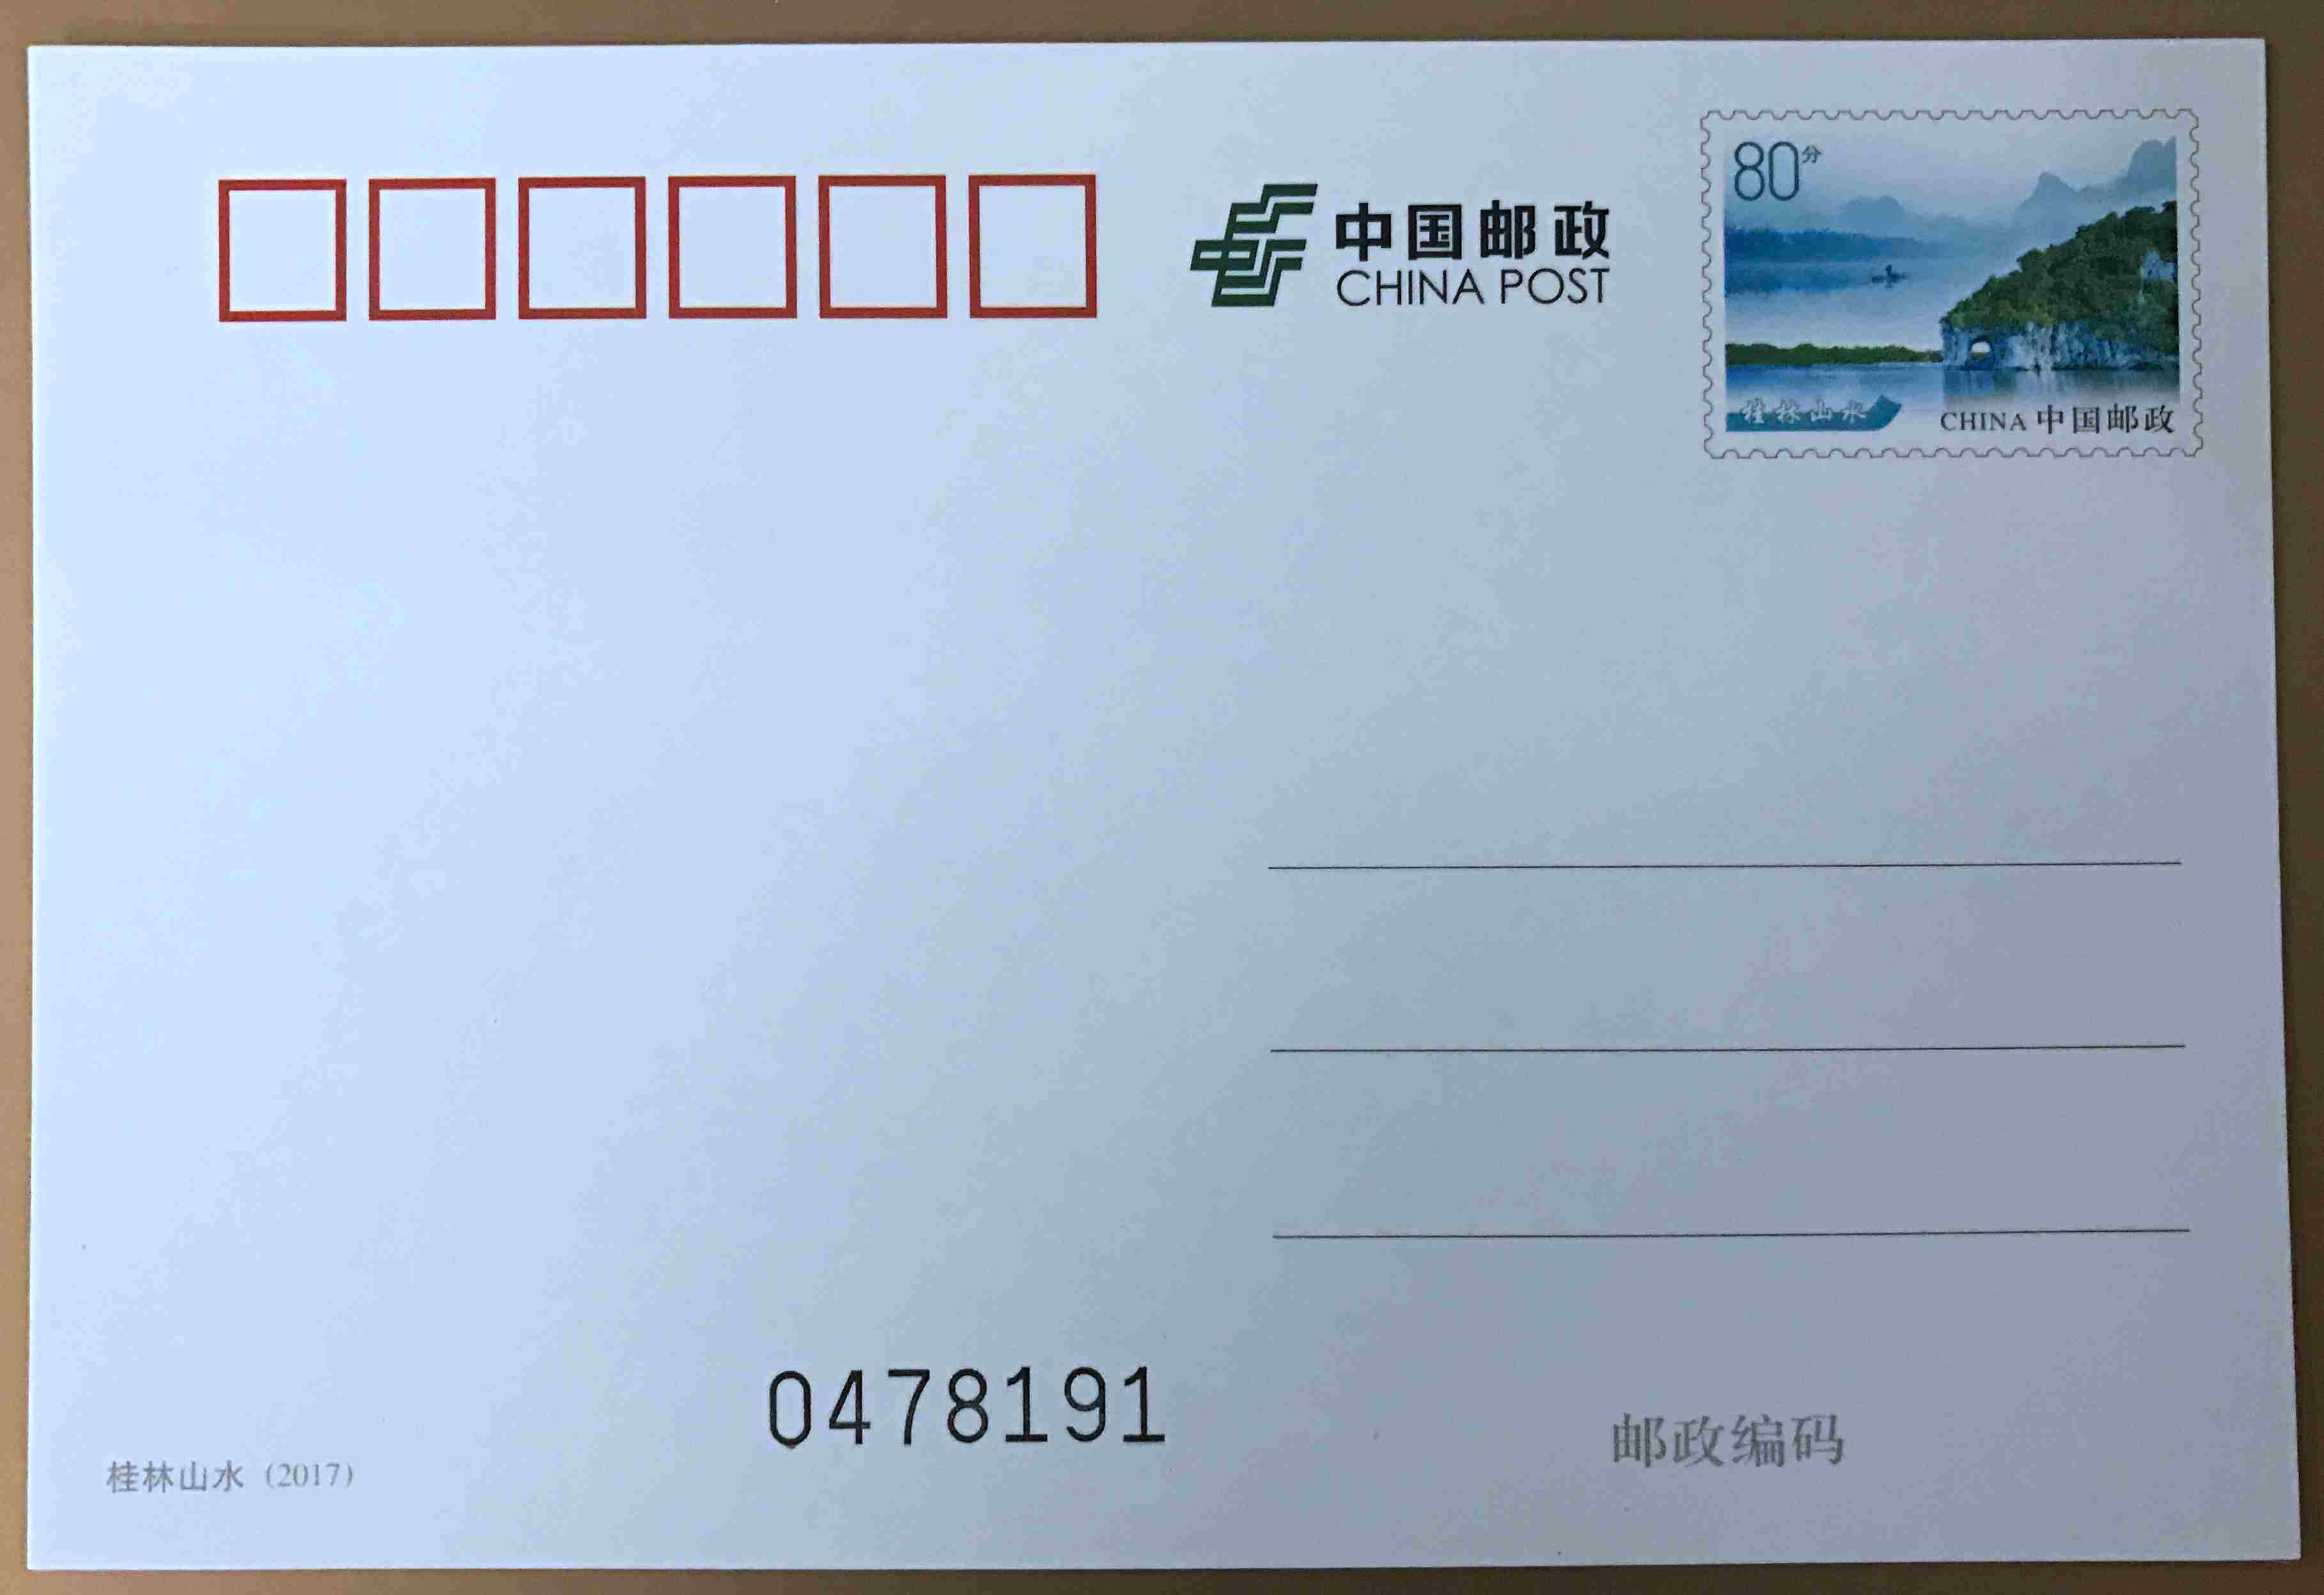 中国邮政
CHINA POST
80分
桂林山水
CHINA 中国邮政
0478191
邮政编码
桂林山水 (2017)